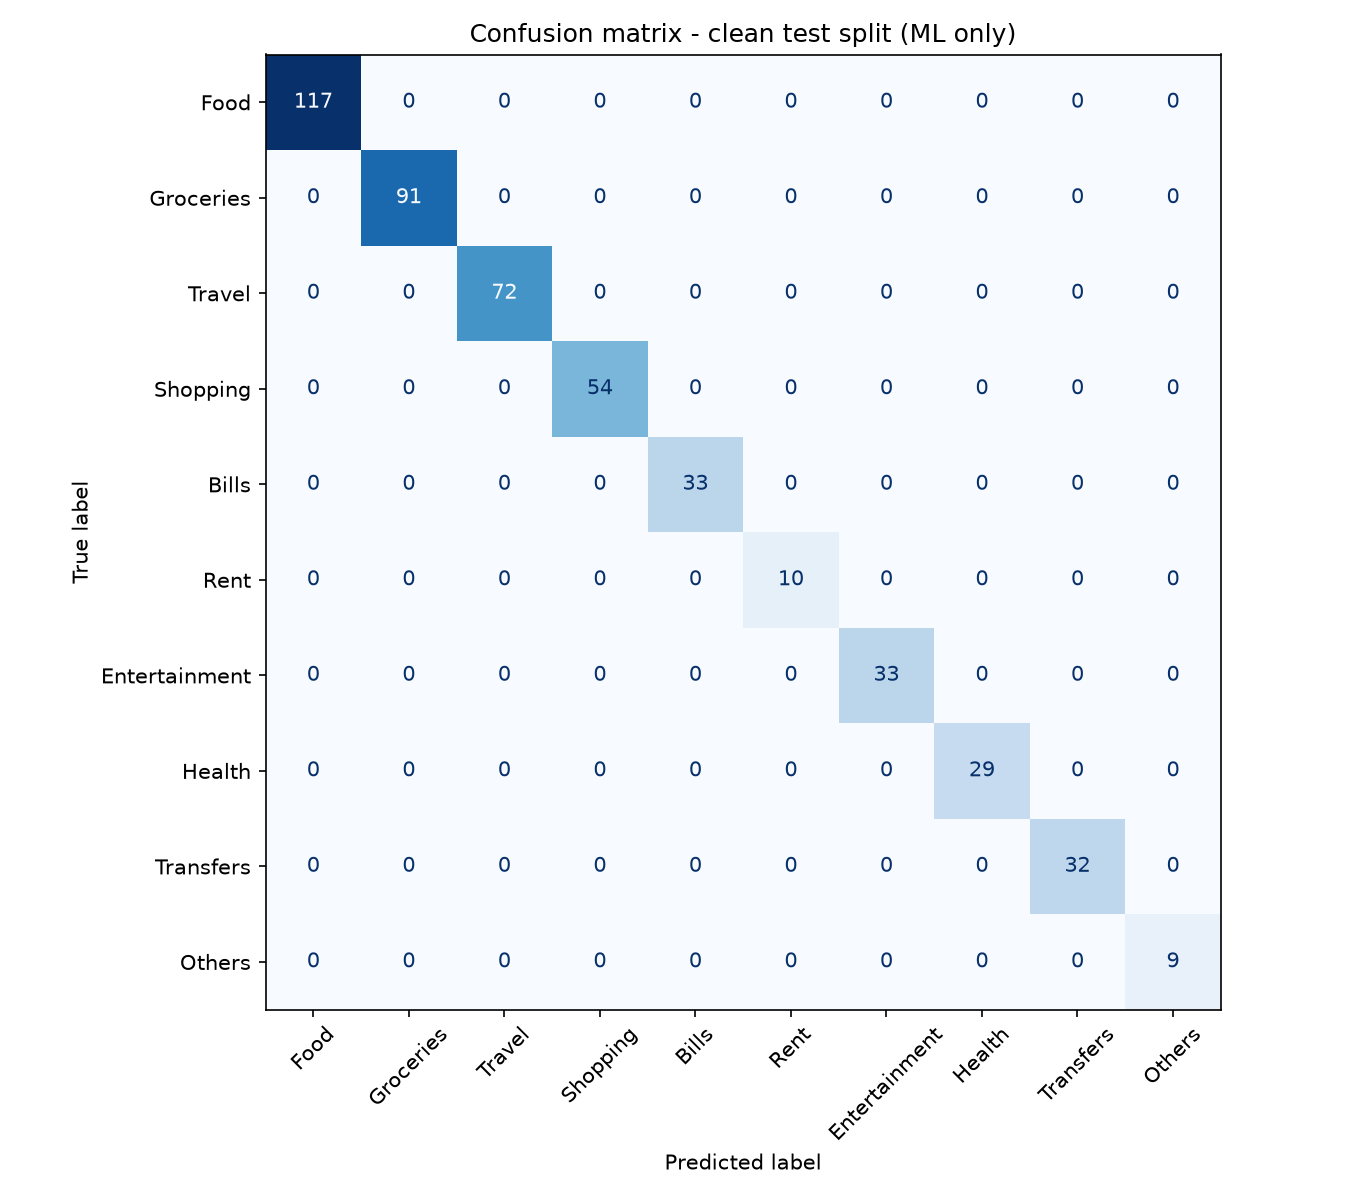 Confusion matrix - clean test split (ML only)
Food 117 0 0 0 0 0 0 0 0 0
Groceries 0 91 0 0 0 0 0 0 0 0
Travel 0 0 72 0 0 0 0 0 0 0
Shopping 0 0 0 54 0 0 0 0 0 0
Bills 0 0 0 0 33 0 0 0 0 0
Rent 0 0 0 0 0 10 0 0 0 0
Entertainment 0 0 0 0 0 0 33 0 0 0
Health 0 0 0 0 0 0 0 29 0 0
Transfers 0 0 0 0 0 0 0 0 32 0
Others 0 0 0 0 0 0 0 0 0 9
True label
Food Groceries Travel Shopping Bills Rent Entertainment Health Transfers Others
Predicted label